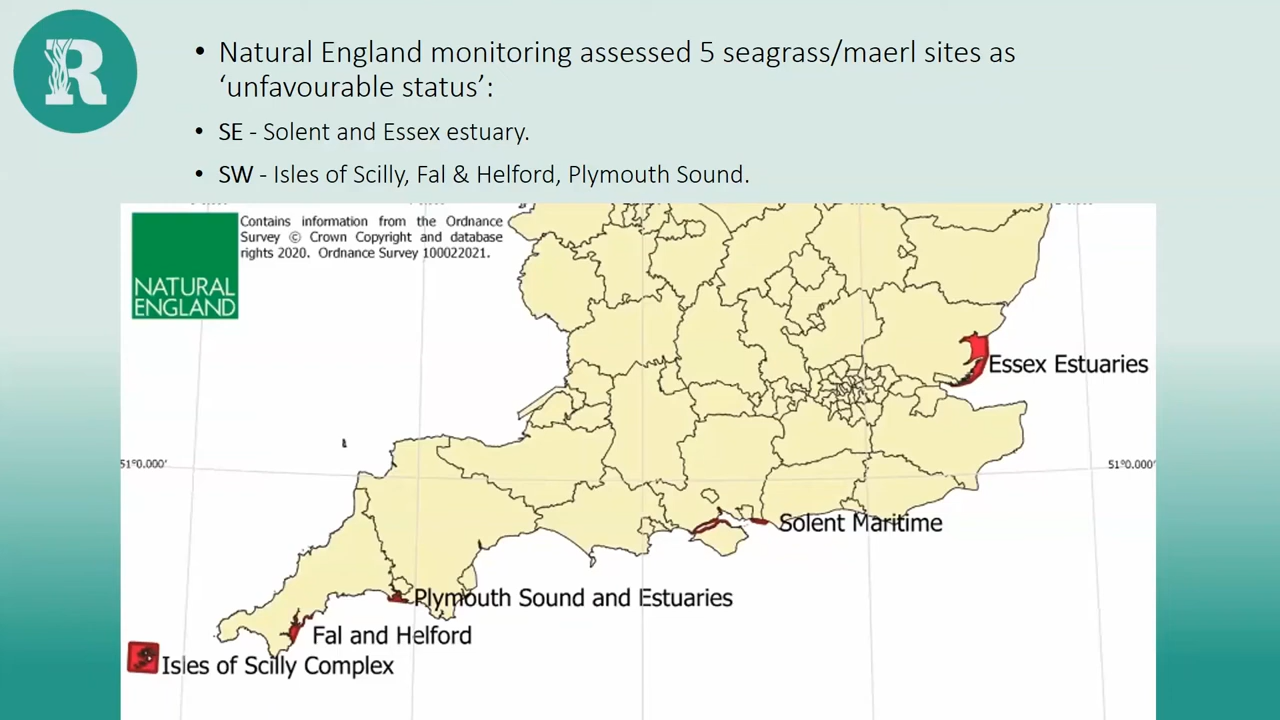 R
• Natural England monitoring assessed 5 seagrass/maerl sites as
‘unfavourable status’:
• SE - Solent and Essex estuary.
• SW - Isles of Scilly, Fal & Helford, Plymouth Sound.
NATURAL
ENGLAND
Contains information from the Ordnance
Survey © Crown Copyright and database
rights 2020. Ordnance Survey 100022021.
Essex Estuaries
51°0.000'
51°0.000'
Solent Maritime
Plymouth Sound and Estuaries
Fal and Helford
Isles of Scilly Complex